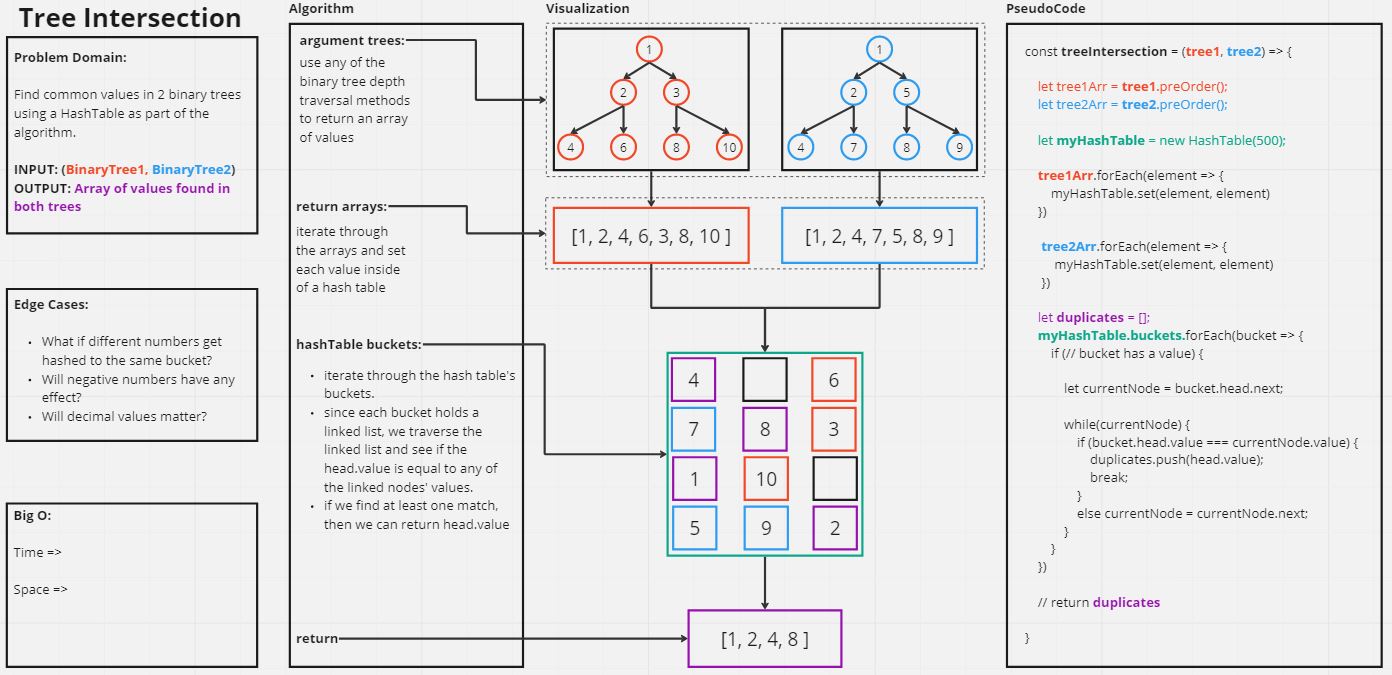 Tree Intersection
Problem Domain:
Find common values in 2 binary trees
using a HashTable as part of the
algorithm.
INPUT: (BinaryTree1, BinaryTree2)
OUTPUT: Array of values found in
both trees
Edge Cases:
• What if different numbers get
hashed to the same bucket?
• Will negative numbers have any
effect?
• Will decimal values matter?
Big O:
Time =>
Space =>
Algorithm
argument trees:
use any of the
binary tree depth
traversal methods
to return an array
of values
return arrays:
iterate through
the arrays and set
each value inside
of a hash table
hashTable buckets:
• iterate through the hash table's
buckets.
• since each bucket holds a
linked list, we traverse the
linked list and see if the
head.value is equal to any of
the linked nodes' values.
• if we find at least one match,
then we can return head.value
return
Visualization
1
2 3
4 6 8 10
1
2 5
4 7 8 9
[1, 2, 4, 6, 3, 8, 10 ]
[1, 2, 4, 7, 5, 8, 9 ]
4 6
7 8 3
1 10
5 9 2
[1, 2, 4, 8 ]
PseudoCode
const treeIntersection = (tree1, tree2) => {
let tree1Arr = tree1.preOrder();
let tree2Arr = tree2.preOrder();
let myHashTable = new HashTable(500);
tree1Arr.forEach(element => {
myHashTable.set(element, element)
})
tree2Arr.forEach(element => {
myHashTable.set(element, element)
})
let duplicates = [];
myHashTable.buckets.forEach(bucket => {
if (// bucket has a value) {
let currentNode = bucket.head.next;
while(currentNode) {
if (bucket.head.value === currentNode.value) {
duplicates.push(head.value);
break;
}
else currentNode = currentNode.next;
}
}
})
// return duplicates
}